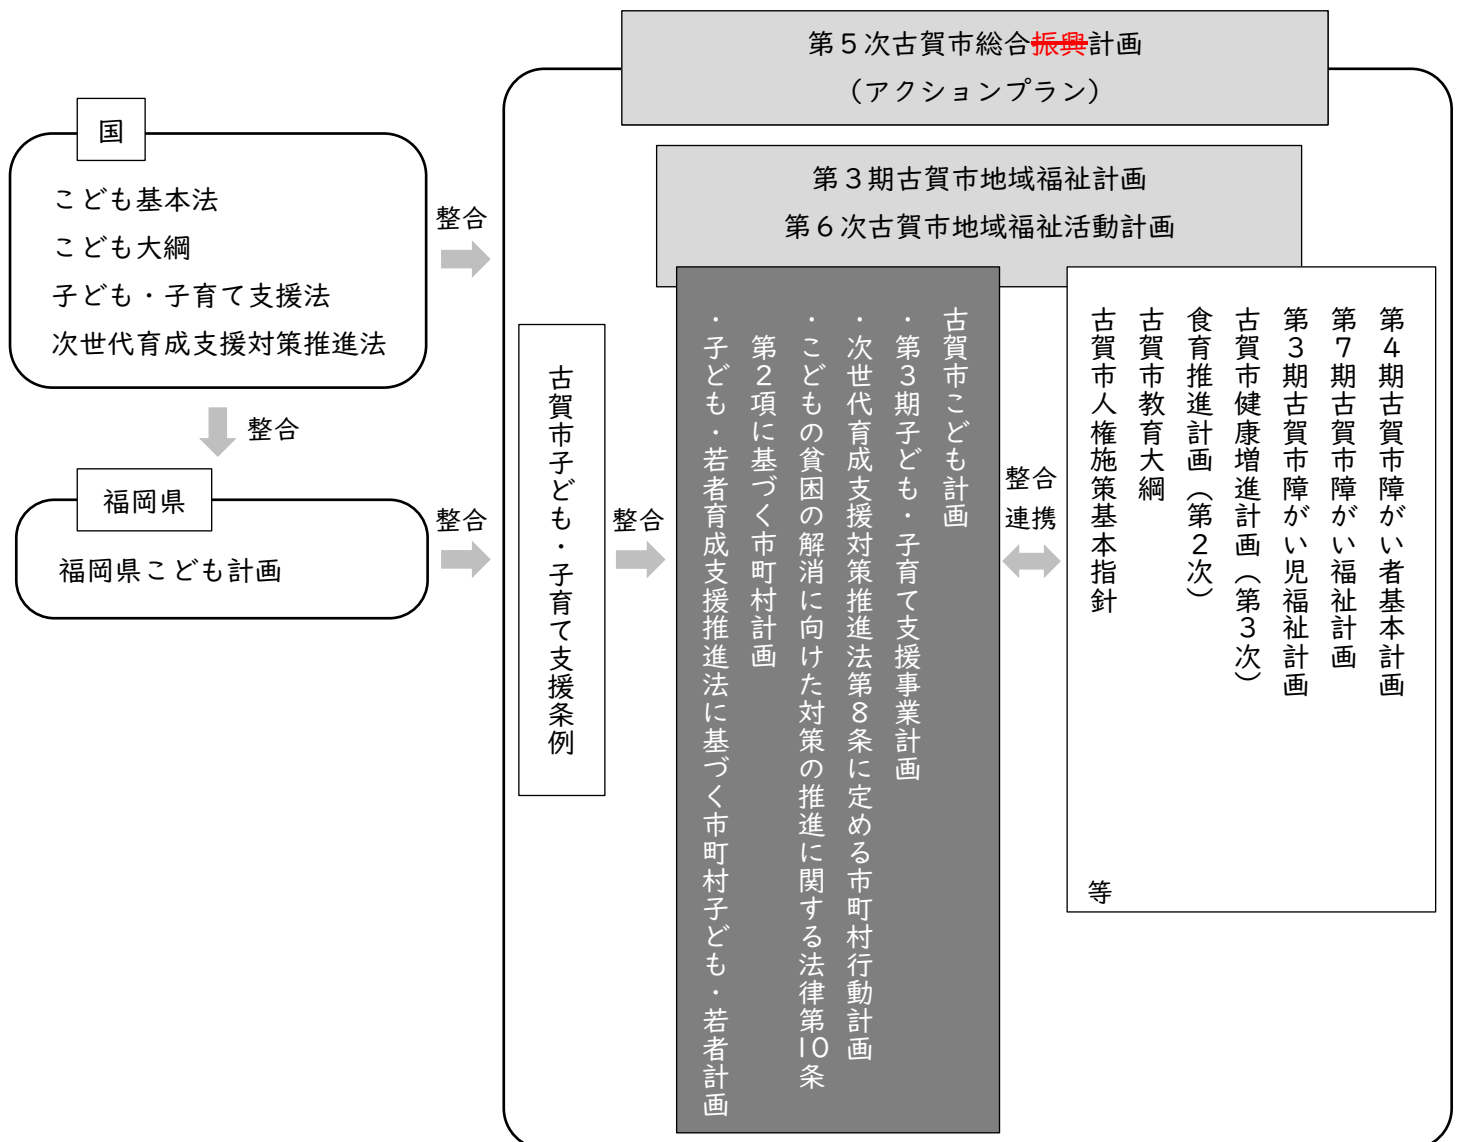 第５次古賀市総合振興計画
（アクションプラン）
国
こども基本法
こども大綱
子ども・子育て支援法
次世代育成支援対策推進法
整合
整合
福岡県
福岡県こども計画
整合
第３期古賀市地域福祉計画
第６次古賀市地域福祉活動計画
古賀市子ども・子育て支援条例
整合
古賀市こども計画
・第３期子ども・子育て支援事業計画
・次世代育成支援対策推進法第８条に定める市町村行動計画
・こどもの貧困の解消に向けた対策の推進に関する法律第10条
第２項に基づく市町村計画
・子ども・若者育成支援推進法に基づく市町村子ども・若者計画
整合
連携
第４期古賀市障がい者基本計画
第７期古賀市障がい福祉計画
第３期古賀市障がい児福祉計画
古賀市健康増進計画（第３次）
食育推進計画（第２次）
古賀市教育大綱
古賀市人権施策基本指針
等